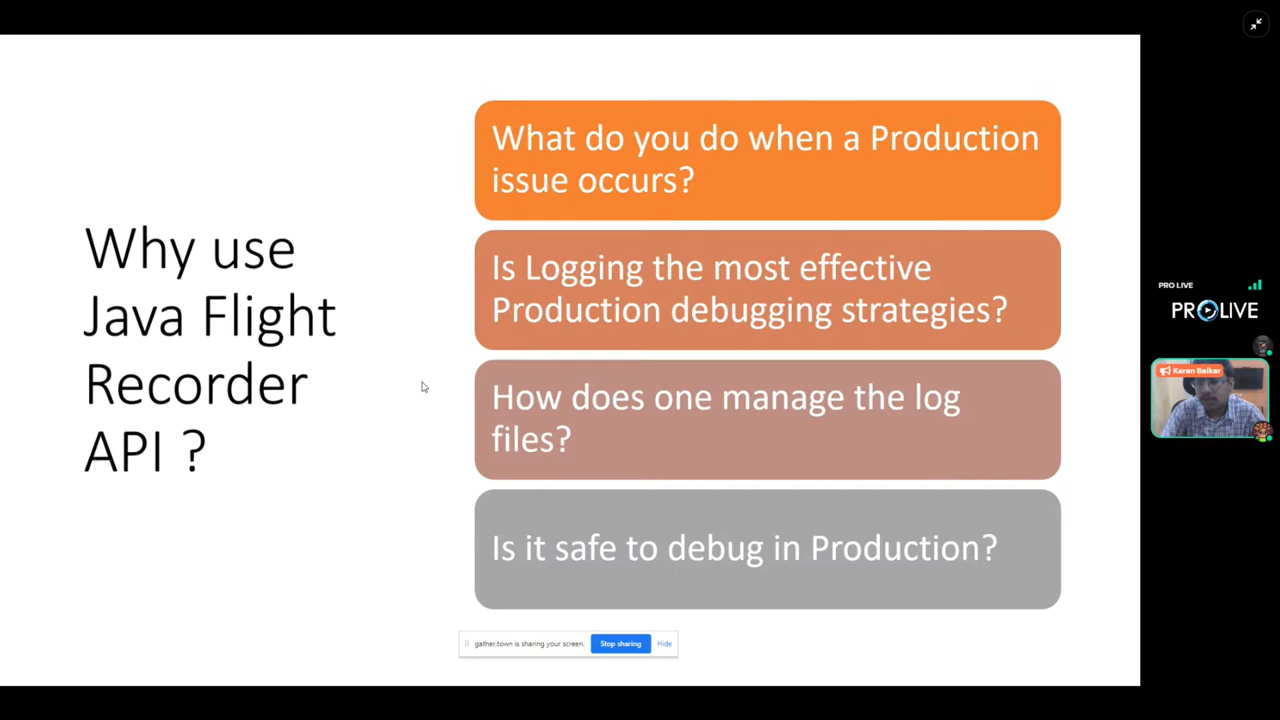 Why use
Java Flight
Recorder
API ?
What do you do when a Production
issue occurs?
Is Logging the most effective
Production debugging strategies?
How does one manage the log
files?
Is it safe to debug in Production?
gather.town is sharing your screen.
Stop sharing
Hide
PRO LIVE
PROLIVE
Karan Balkar